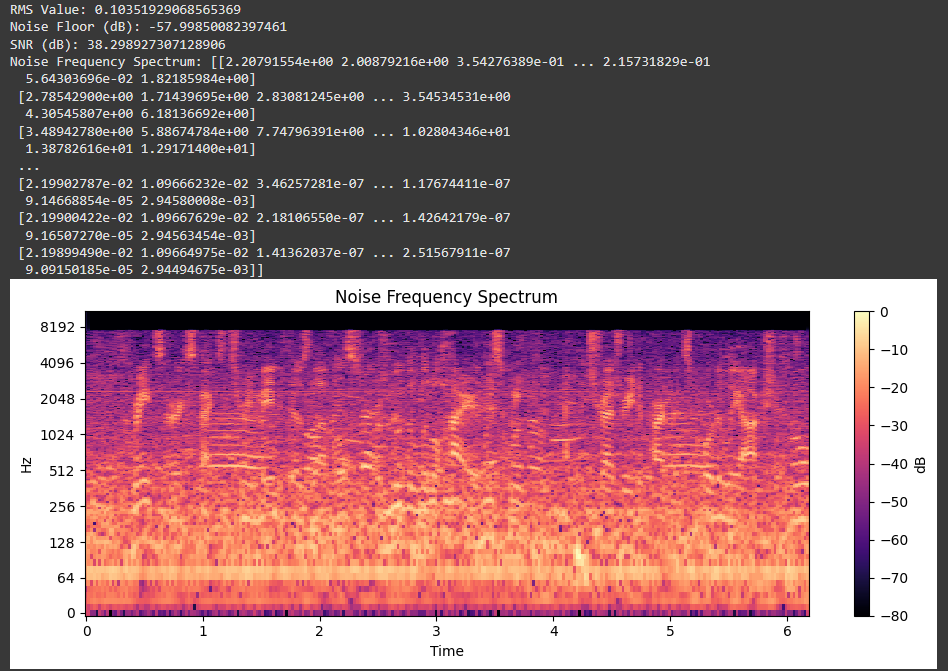 RMS Value: 0.10351929068565369
Noise Floor (dB): -57.99850082397461
SNR (dB): 38.298927307128906
Noise Frequency Spectrum: [[2.20791554e+00 2.00879216e+00 3.54276389e-01 ... 2.15731829e-01
5.64303696e-02 1.82185984e+00]
[2.78542900e+00 1.71439695e+00 2.83081245e+00 ... 3.54534531e+00
4.30545807e+00 6.18136692e+00]
[3.48942780e+00 5.88674784e+00 7.74796391e+00 ... 1.02804346e+01
1.38782616e+01 1.29171400e+01]
...
[2.19902787e-02 1.09666232e-02 3.46257281e-07 ... 1.17674411e-07
9.14668854e-05 2.94580008e-03]
[2.19900422e-02 1.09667629e-02 2.18106550e-07 ... 1.42642179e-07
9.16507270e-05 2.94563454e-03]
[2.19899490e-02 1.09664975e-02 1.41362037e-07 ... 2.51567911e-07
9.09150185e-05 2.94494675e-03]]
Noise Frequency Spectrum
8192
4096
2048
1024
512
256
128
64
0
Hz
0 1 2 3 4 5 6
Time
0
−10
−20
−30
−40
−50
−60
−70
−80
dB